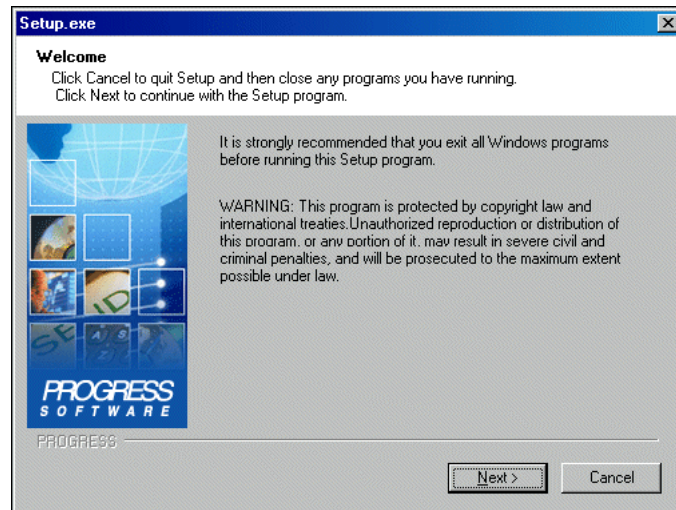 Setup.exe
Welcome
Click Cancel to quit Setup and then close any programs you have running.
Click Next to continue with the Setup program.
It is strongly recommended that you exit all Windows programs
before running this Setup program.
WARNING: This program is protected by copyright law and
international treaties.Unauthorized reproduction or distribution of
this program, or any portion of it, may result in severe civil and
criminal penalties, and will be prosecuted to the maximum extent
possible under law.
SEND
A S
Z
PROGRESS
SOFTWARE
PROGRESS
Next >
Cancel